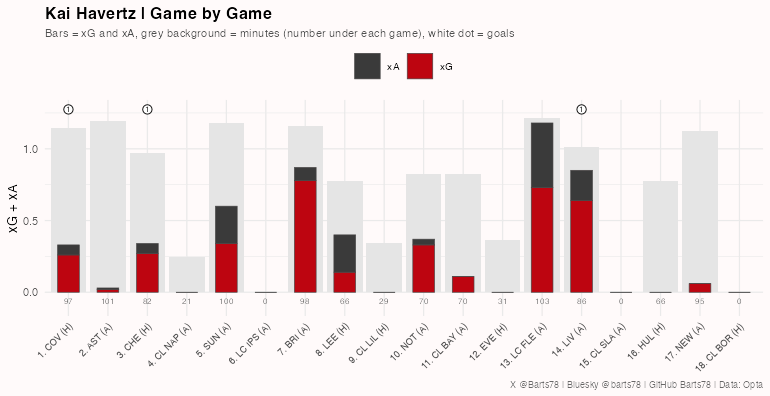 Kai Havertz | Game by Game
Bars = xG and xA, grey background = minutes (number under each game), white dot = goals
xA xG
1 1 1
xG + xA
1.0
0.5
0.0
97 101 82 21 100 0 98 66 29 70 70 31 103 86 0 66 95 0
1. COV (H)
2. AST (A)
3. CHE (H)
4. CL NAP (A)
5. SUN (A)
6. LC IPS (A)
7. BRI (A)
8. LEE (H)
9. CL LIL (H)
10. NOT (A)
11. CL BAY (A)
12. EVE (H)
13. LC FLE (A)
14. LIV (A)
15. CL SLA (A)
16. HUL (H)
17. NEW (A)
18. CL BOR (H)
X @Barts78 | Bluesky @barts78 | GitHub Barts78 | Data: Opta